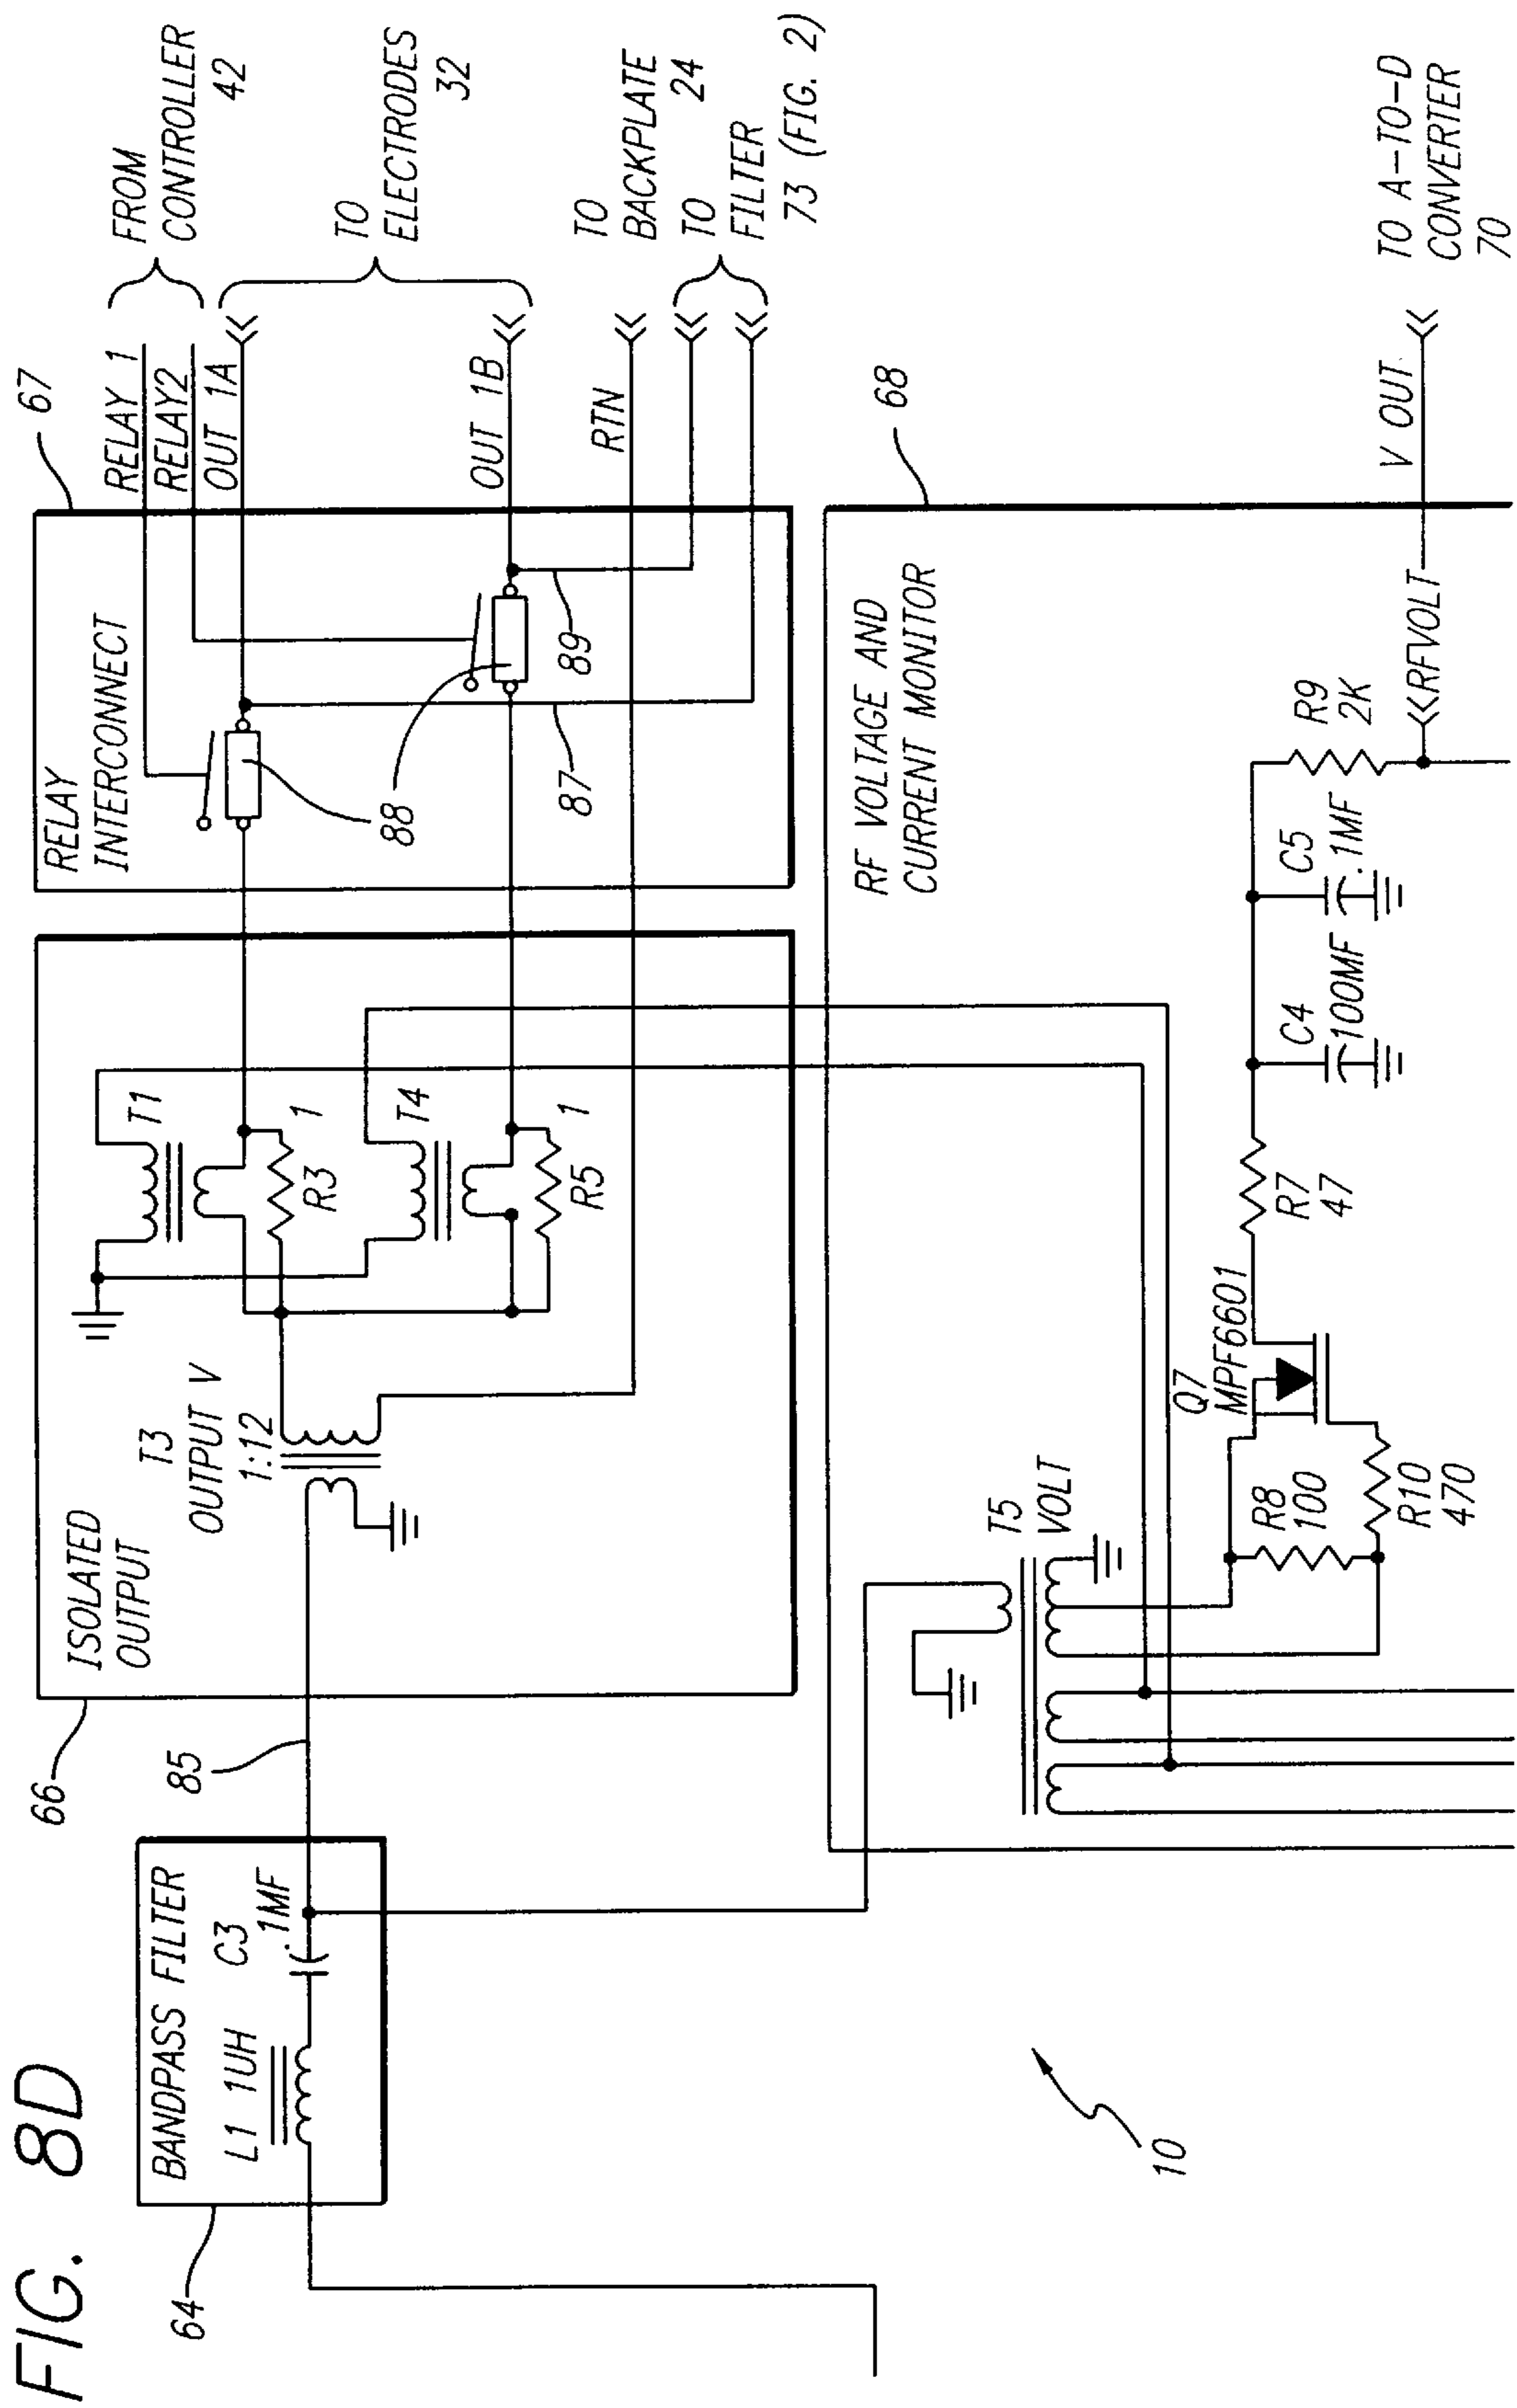 FIG. 8D
64
BANDPASS FILTER
L1 1UH
C3
.1MF
85
66
ISOLATED
OUTPUT
T3
OUTPUT V
1:12
T1
1
R3
T4
1
R5
67
RELAY
INTERCONNECT
88
87
89
RELAY 1
RELAY2
OUT 1A
OUT 1B
RTN
FROM
CONTROLLER
42
TO
ELECTRODES
32
TO
BACKPLATE
24
TO
FILTER
73 (FIG. 2)
68
RF VOLTAGE AND
CURRENT MONITOR
T5
VOLT
R8
100
R10
470
Q7
MPF6601
R7
47
C4
100MF
C5
.1MF
R9
2K
RFVOLT
V OUT
TO A-TO-D
CONVERTER
70
10